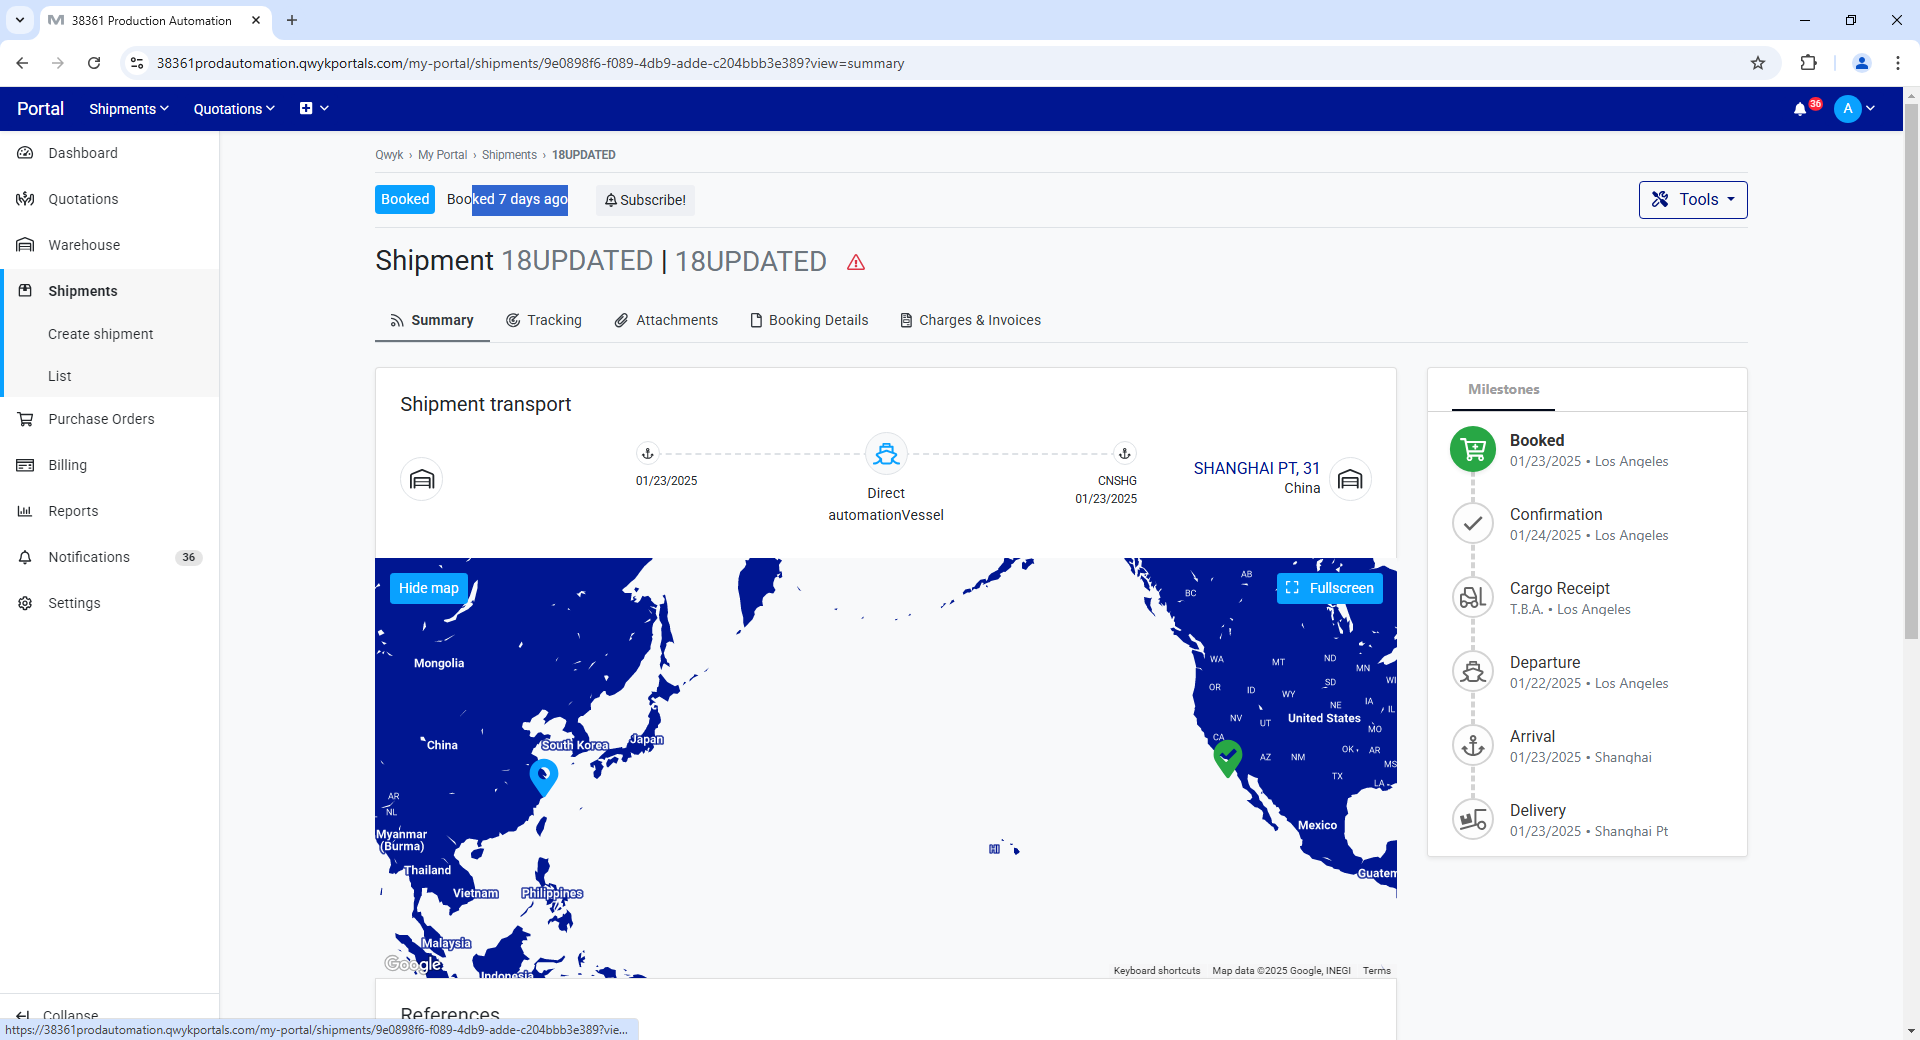 38361 Production Automation
38361prodautomation.qwykportals.com/my-portal/shipments/9e0898f6-f089-4db9-adde-c204bbb3e389?view=summary
Portal Shipments Quotations 36 A
Dashboard
Quotations
Warehouse
Shipments
Create shipment
List
Purchase Orders
Billing
Reports
Notifications 36
Settings
Collapse
https://38361prodautomation.qwykportals.com/my-portal/shipments/9e0898f6-f089-4db9-adde-c204bbb3e389?vie...
Qwyk › My Portal › Shipments › 18UPDATED
Booked Booked 7 days ago Subscribe! Tools
Shipment 18UPDATED | 18UPDATED
Summary Tracking Attachments Booking Details Charges & Invoices
Shipment transport
01/23/2025
Direct
automationVessel
CNSHG
01/23/2025
SHANGHAI PT, 31
China
Hide map
Fullscreen
AB
BC
Mongolia
WA MT ND MN
OR ID WY SD WI
NE IA IL
NV UT United States MO
CA
AZ NM OK AR
MS
TX LA
China
South Korea
Japan
AR
NL
Myanmar
(Burma)
Thailand
Vietnam
Philippines
Malaysia
Indonesia
HI
Mexico
Guatem
Google
Keyboard shortcuts Map data ©2025 Google, INEGI Terms
References
Milestones
Booked
01/23/2025 • Los Angeles
Confirmation
01/24/2025 • Los Angeles
Cargo Receipt
T.B.A. • Los Angeles
Departure
01/22/2025 • Los Angeles
Arrival
01/23/2025 • Shanghai
Delivery
01/23/2025 • Shanghai Pt